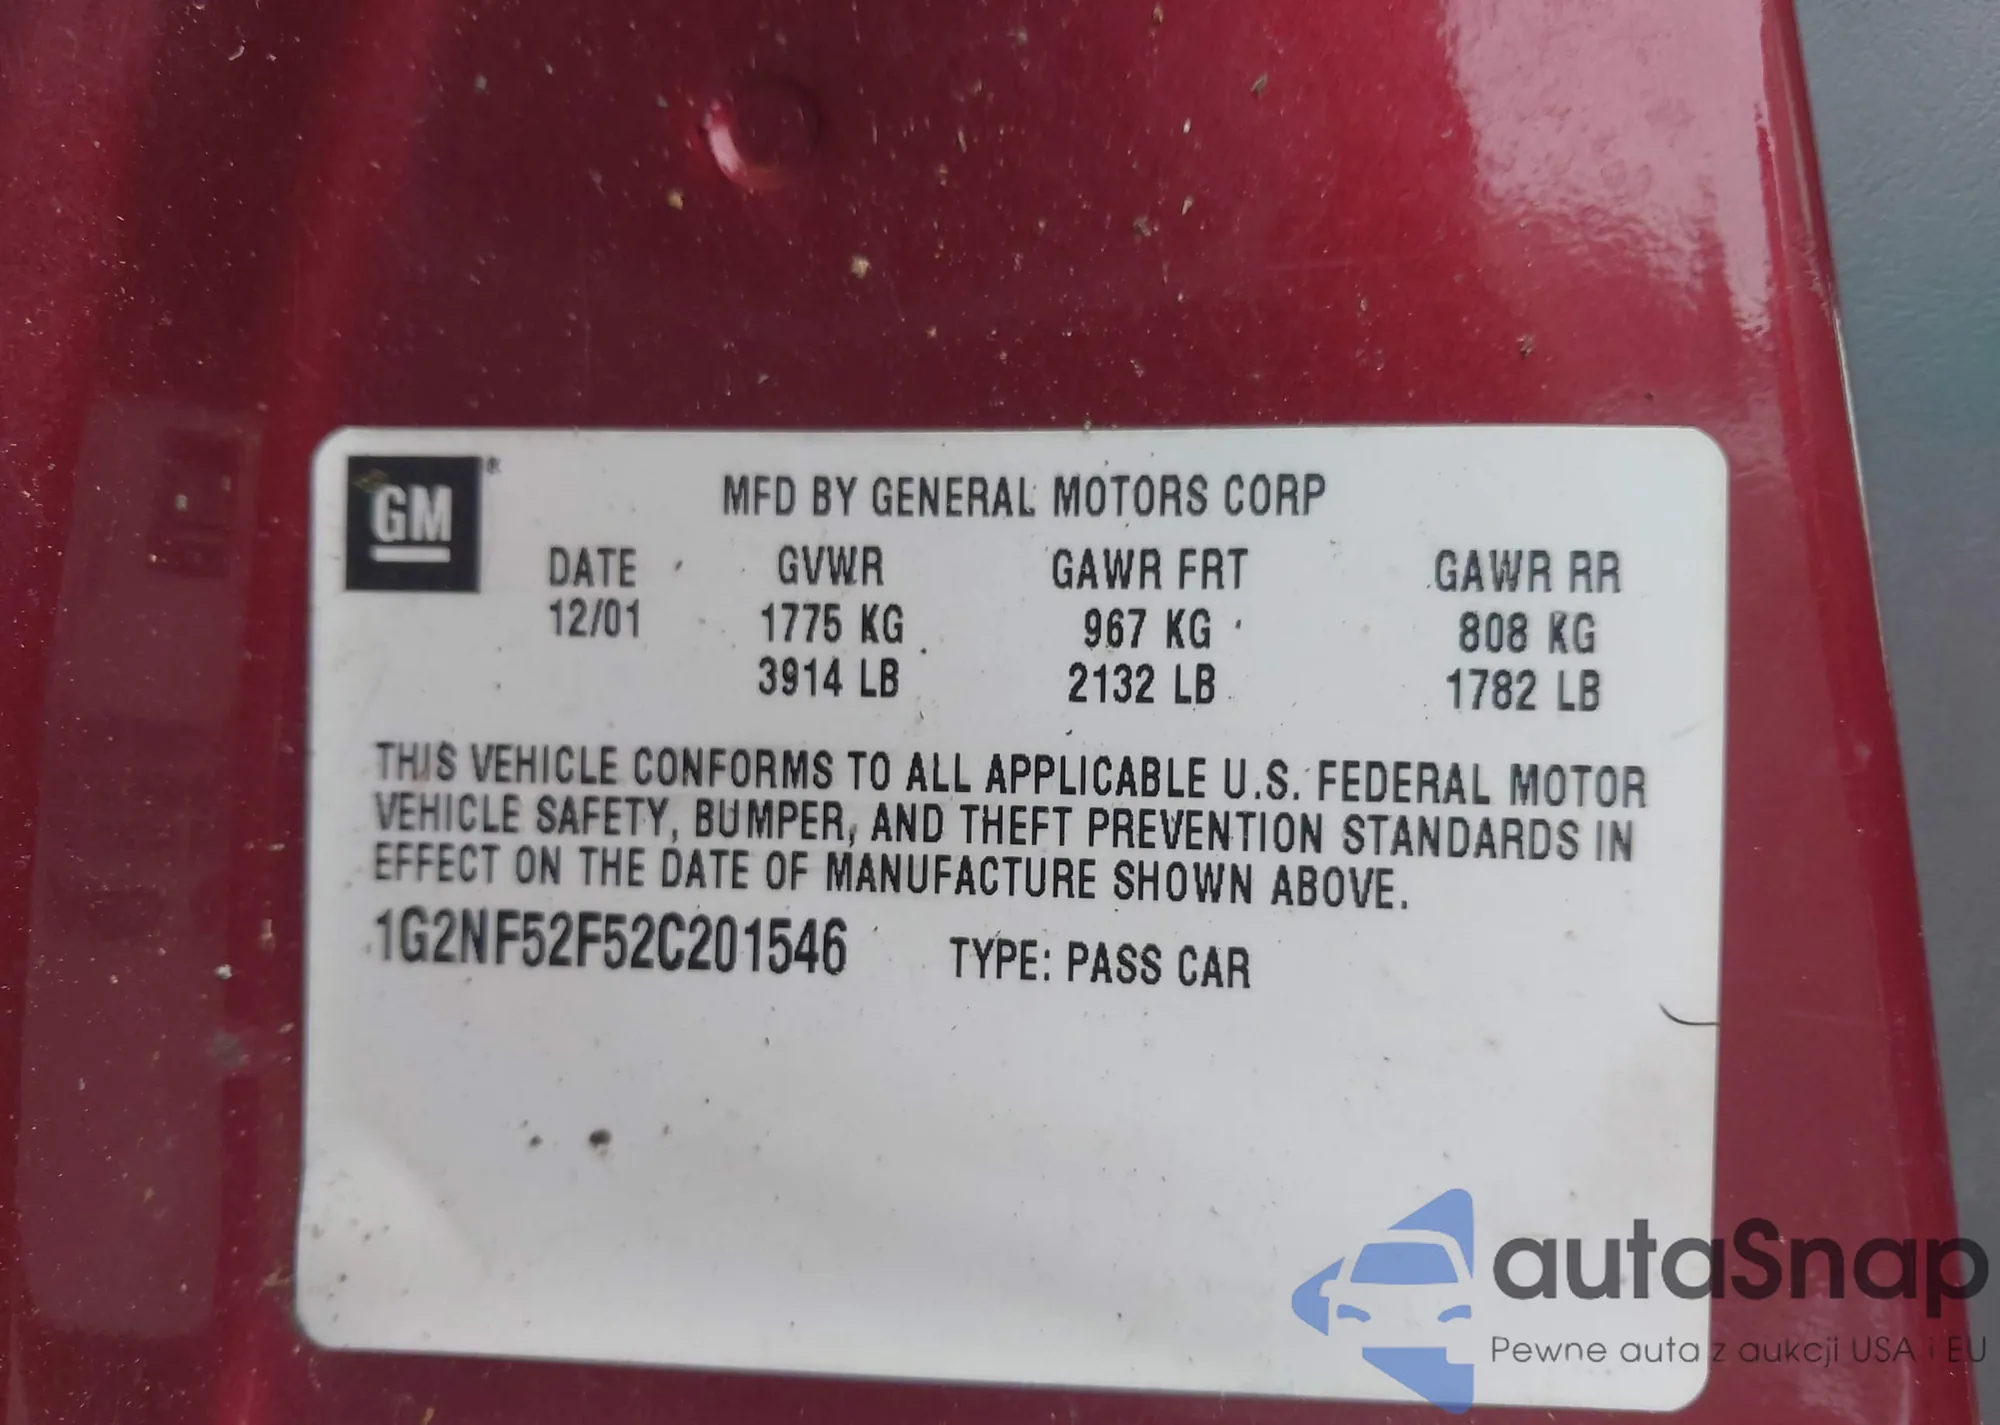 GM®
MFD BY GENERAL MOTORS CORP
DATE GVWR GAWR FRT GAWR RR
12/01 1775 KG 967 KG 808 KG
3914 LB 2132 LB 1782 LB
THIS VEHICLE CONFORMS TO ALL APPLICABLE U.S. FEDERAL MOTOR
VEHICLE SAFETY, BUMPER, AND THEFT PREVENTION STANDARDS IN
EFFECT ON THE DATE OF MANUFACTURE SHOWN ABOVE.
1G2NF52F52C201546 TYPE: PASS CAR
autaSnap
Pewne auta z aukcji USA i EU